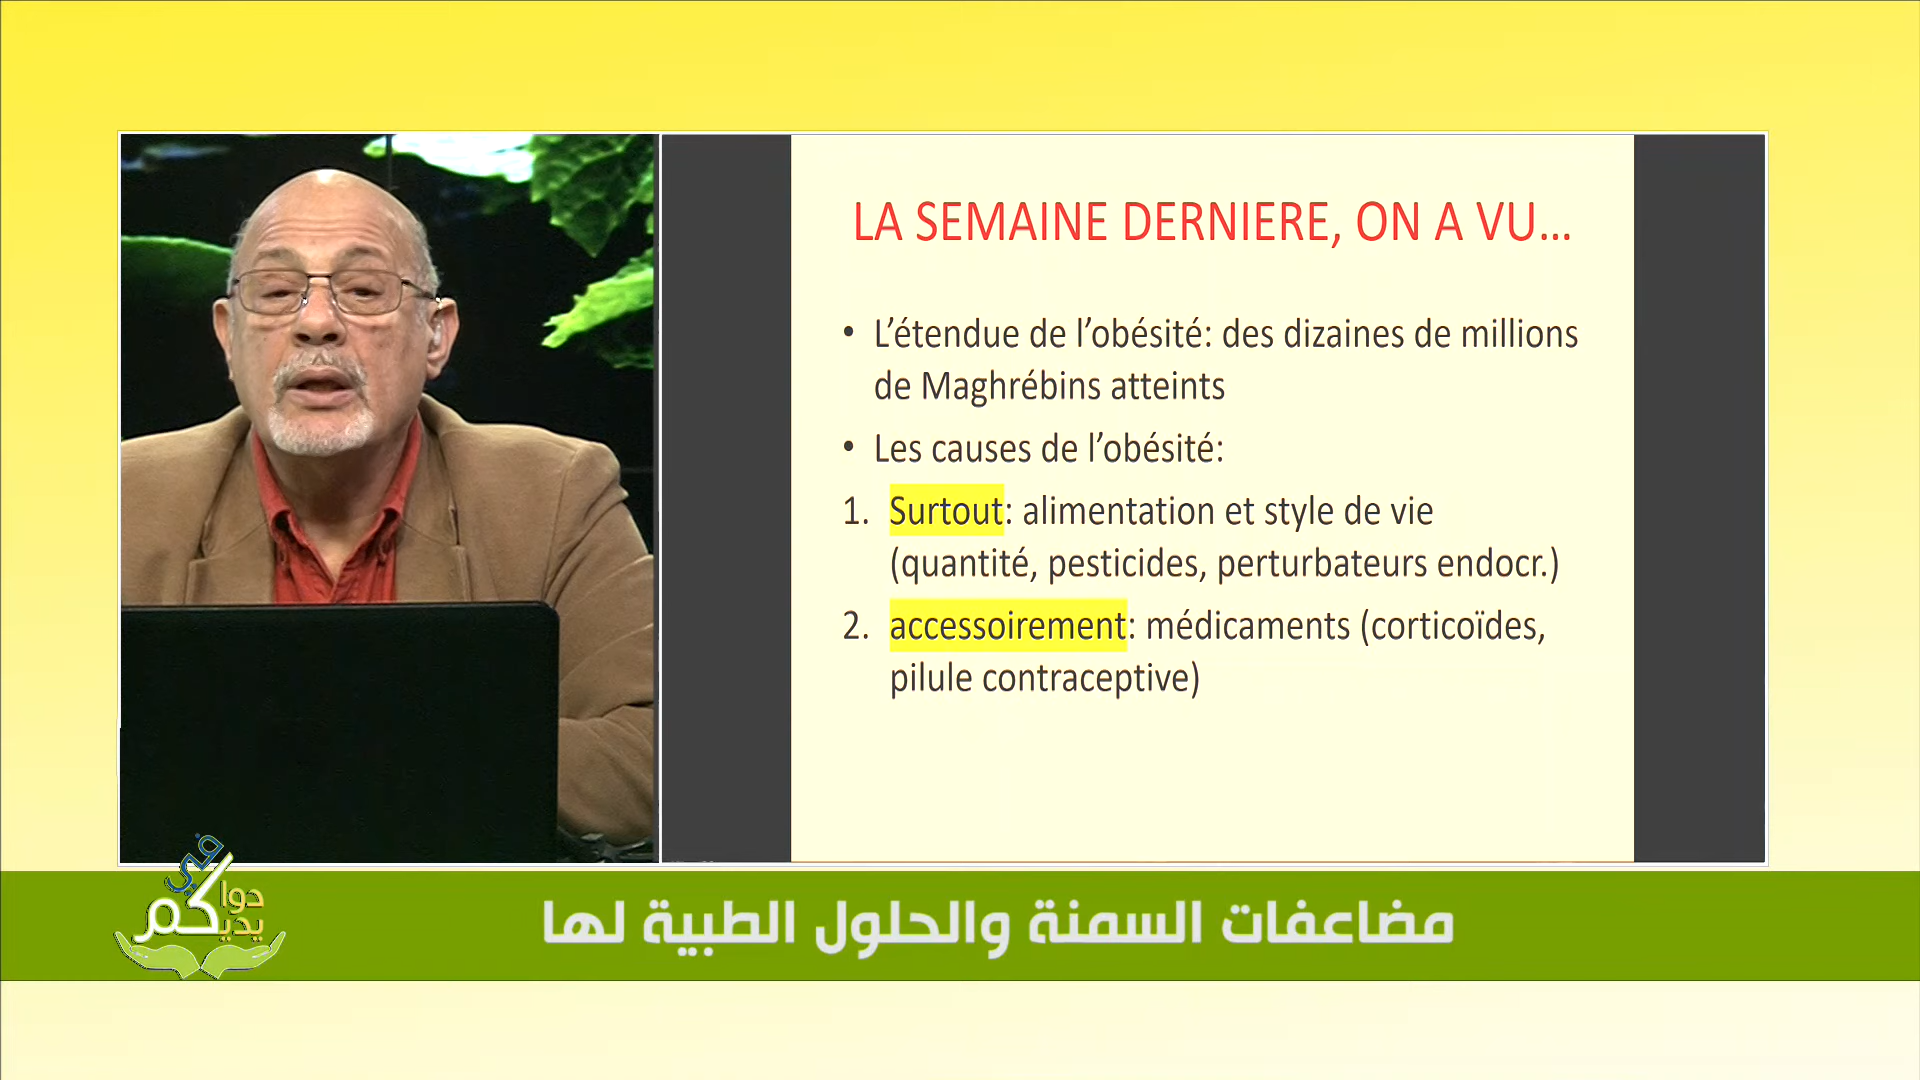 LA SEMAINE DERNIERE, ON A VU...
• L'étendue de l'obésité: des dizaines de millions
de Maghrébins atteints
• Les causes de l'obésité:
1. Surtout: alimentation et style de vie
(quantité, pesticides, perturbateurs endocr.)
2. accessoirement: médicaments (corticoïdes,
pilule contraceptive)
دوا
في
يديكم
مضاعفات السمنة والحلول الطبية لها